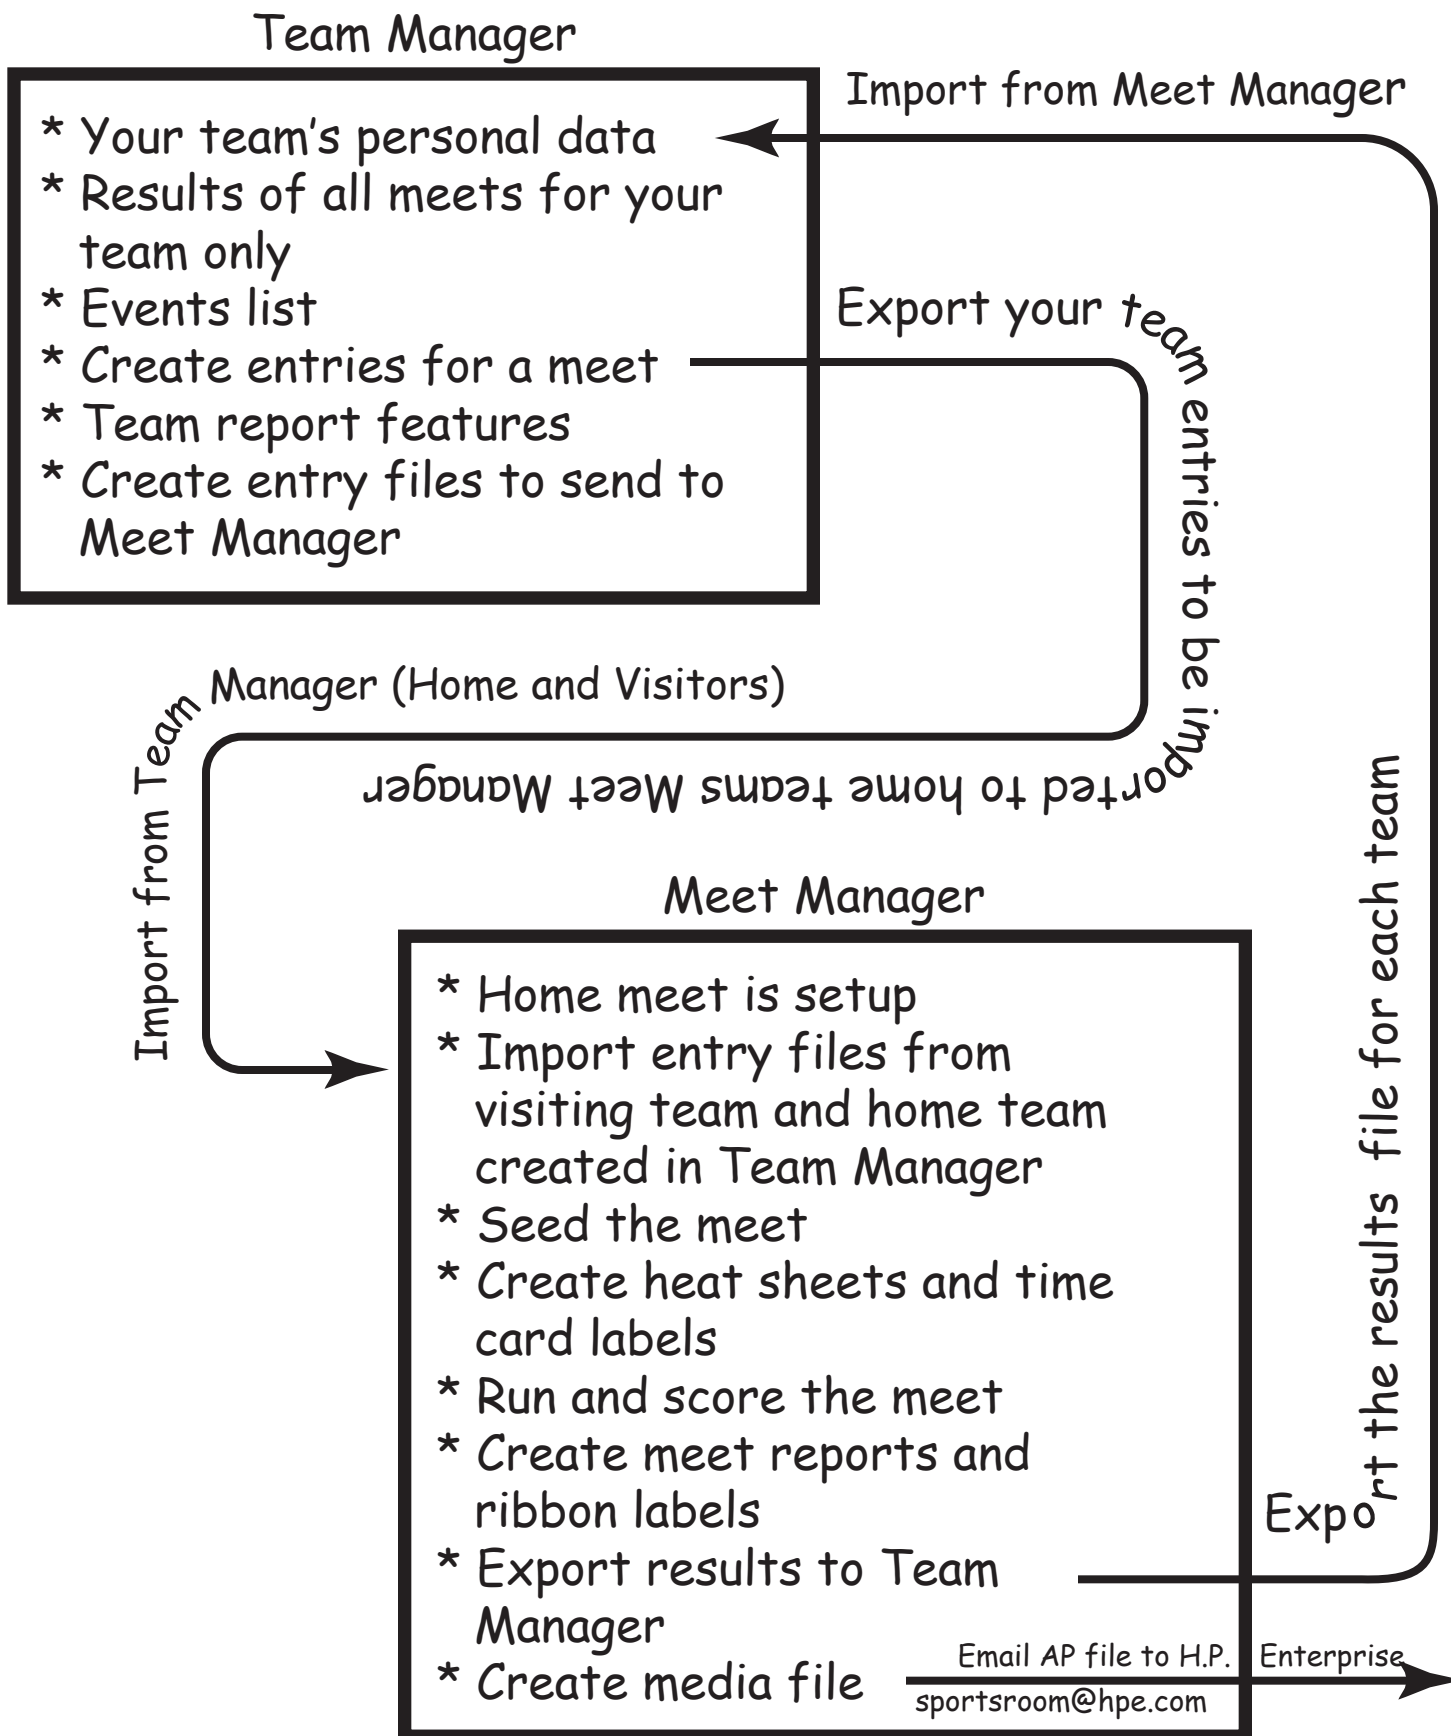 Team Manager
* Your team's personal data
* Results of all meets for your
team only
* Events list
* Create entries for a meet
* Team report features
* Create entry files to send to
Meet Manager
Import from Meet Manager
Export your team entries to be imported to home teams Meet Manager
Import from Team Manager (Home and Visitors)
Meet Manager
* Home meet is setup
* Import entry files from
visiting team and home team
created in Team Manager
* Seed the meet
* Create heat sheets and time
card labels
* Run and score the meet
* Create meet reports and
ribbon labels
* Export results to Team
Manager
* Create media file
Export the results file for each team
Email AP file to H.P. Enterprise
sportsroom@hpe.com